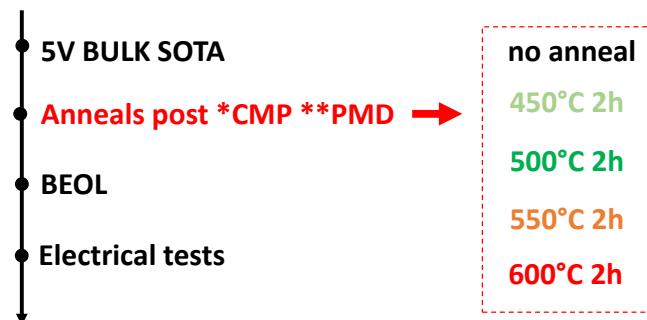 5V BULK SOTA
Anneals post *CMP **PMD
BEOL
Electrical tests
no anneal
450°C 2h
500°C 2h
550°C 2h
600°C 2h